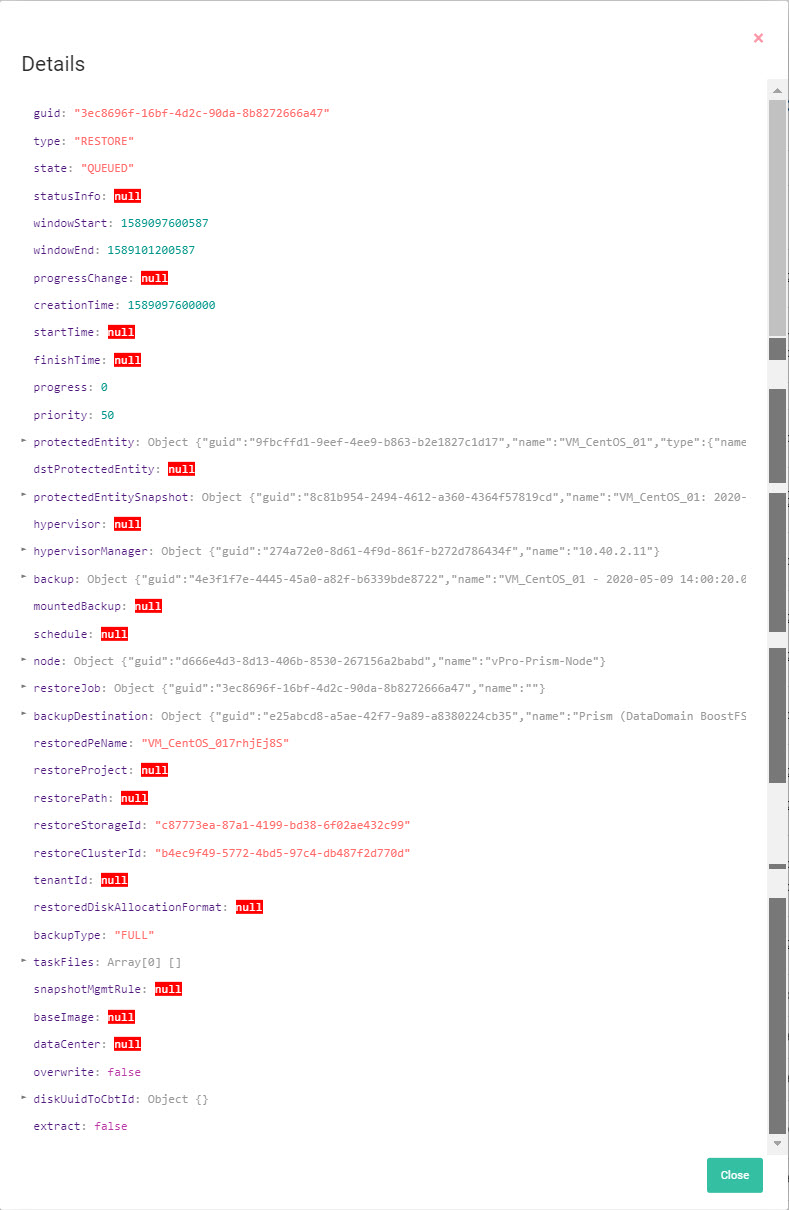 Details
guid: "3ec8696f-16bf-4d2c-90da-8b8272666a47"
type: "RESTORE"
state: "QUEUED"
statusInfo: null
windowStart: 1589097600587
windowEnd: 1589101200587
progressChange: null
creationTime: 1589097600000
startTime: null
finishTime: null
progress: 0
priority: 50
protectedEntity: Object {"guid":"9fbcffd1-9eef-4ee9-b863-b2e1827c1d17","name":"VM_CentOS_01","type":{"name
dstProtectedEntity: null
protectedEntitySnapshot: Object {"guid":"8c81b954-2494-4612-a360-4364f57819cd","name":"VM_CentOS_01: 2020-
hypervisor: null
hypervisorManager: Object {"guid":"274a72e0-8d61-4f9d-861f-b272d786434f","name":"10.40.2.11"}
backup: Object {"guid":"4e3f1f7e-4445-45a0-a82f-b6339bde8722","name":"VM_CentOS_01 - 2020-05-09 14:00:20.0
mountedBackup: null
schedule: null
node: Object {"guid":"d666e4d3-8d13-406b-8530-267156a2babd","name":"vPro-Prism-Node"}
restoreJob: Object {"guid":"3ec8696f-16bf-4d2c-90da-8b8272666a47","name":""}
backupDestination: Object {"guid":"e25abcd8-a5ae-42f7-9a89-a8380224cb35","name":"Prism (DataDomain BoostFS
restoredPeName: "VM_CentOS_017rhjEj8S"
restoreProject: null
restorePath: null
restoreStorageId: "c87773ea-87a1-4199-bd38-6f02ae432c99"
restoreClusterId: "b4ec9f49-5772-4bd5-97c4-db487f2d770d"
tenantId: null
restoredDiskAllocationFormat: null
backupType: "FULL"
taskFiles: Array[0] []
snapshotMgmtRule: null
baseImage: null
dataCenter: null
overwrite: false
diskUuidToCbtId: Object {}
extract: false
Close